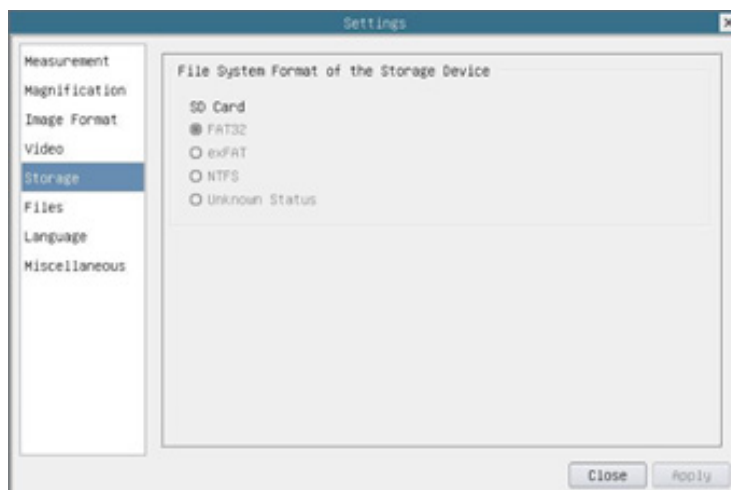 Settings
Measurement
Magnification
Image Format
Video
Storage
Files
Language
Miscellaneous
File System Format of the Storage Device
SD Card
FAT32
exFAT
NTFS
Unknown Status
Close
Apply